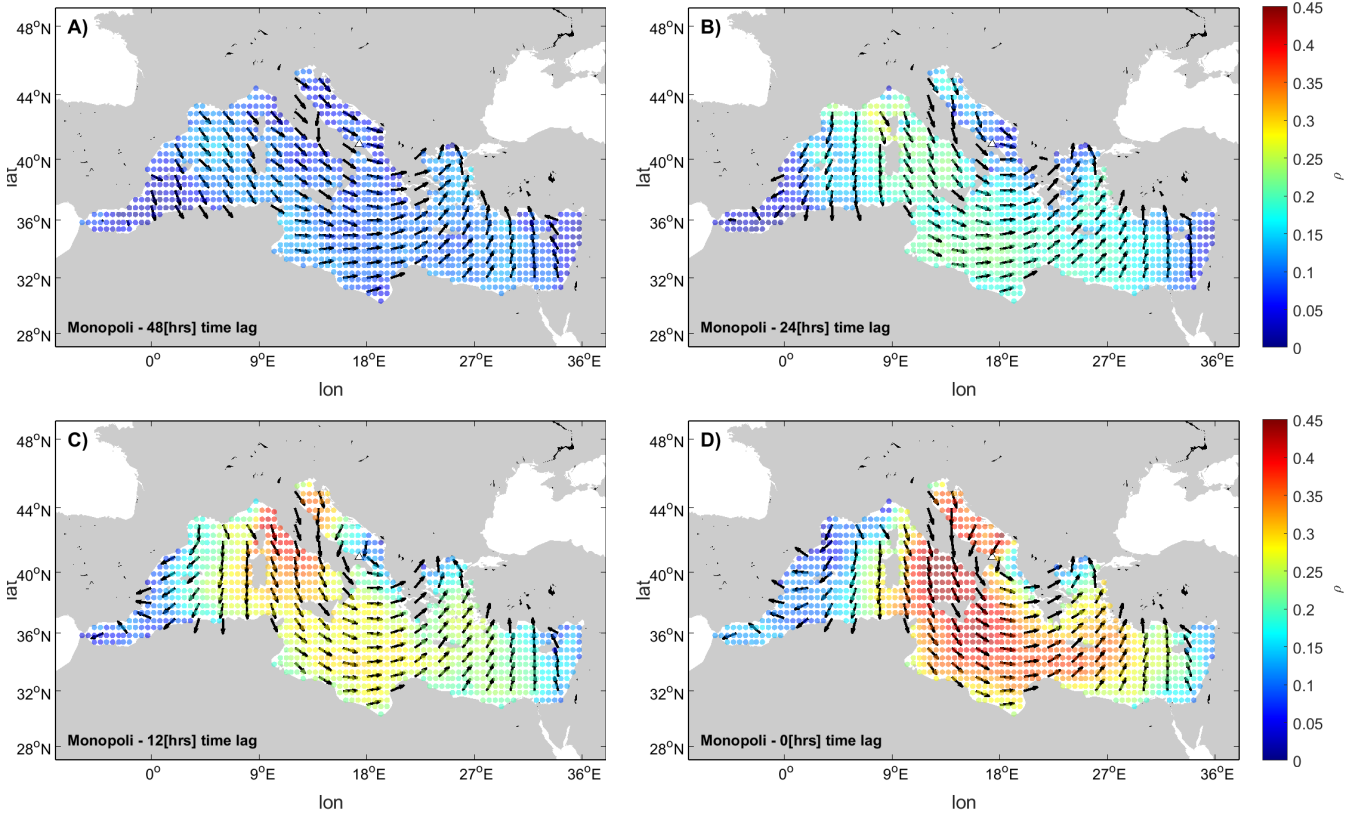 A)
48°N
44°N
40°N
36°N
32°N
28°N
lat
Monopoli - 48[hrs] time lag
0° 9°E 18°E 27°E 36°E
lon
B)
48°N
44°N
40°N
36°N
32°N
28°N
lat
Monopoli - 24[hrs] time lag
0° 9°E 18°E 27°E 36°E
lon
0.45
0.4
0.35
0.3
0.25
0.2
0.15
0.1
0.05
0
ρ
C)
48°N
44°N
40°N
36°N
32°N
28°N
lat
Monopoli - 12[hrs] time lag
0° 9°E 18°E 27°E 36°E
lon
D)
48°N
44°N
40°N
36°N
32°N
28°N
lat
Monopoli - 0[hrs] time lag
0° 9°E 18°E 27°E 36°E
lon
0.45
0.4
0.35
0.3
0.25
0.2
0.15
0.1
0.05
0
ρ